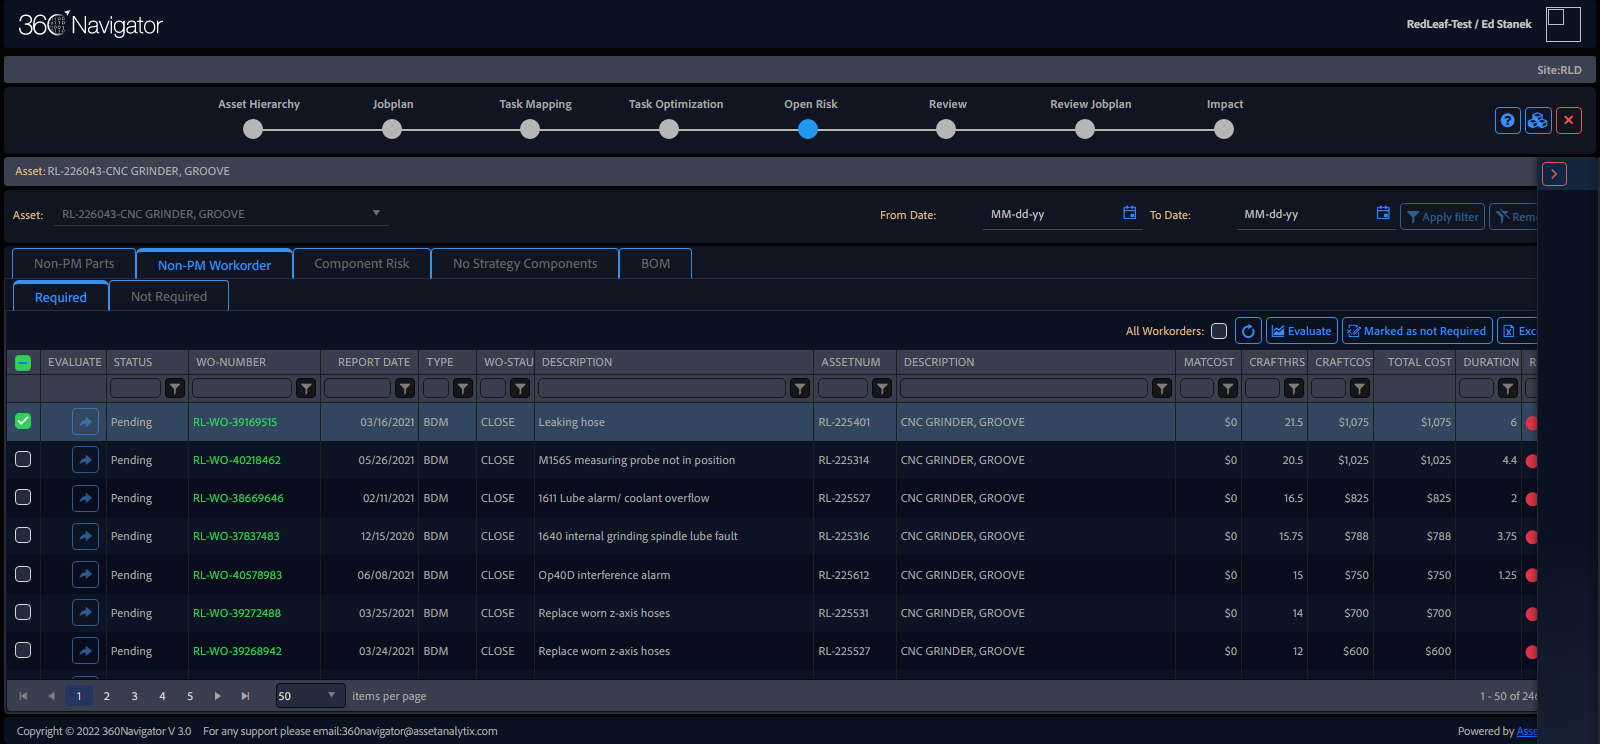 360 Navigator
RedLeaf-Test / Ed Stanek
Site:RLD
Asset Hierarchy Jobplan Task Mapping Task Optimization Open Risk Review Review Jobplan Impact
Asset: RL-226043-CNC GRINDER, GROOVE
Asset: RL-226043-CNC GRINDER, GROOVE From Date: MM-dd-yy To Date: MM-dd-yy Apply filter Rem
Non-PM Parts Non-PM Workorder Component Risk No Strategy Components BOM
Required Not Required
All Workorders: Evaluate Marked as not Required Exc
EVALUATE STATUS WO-NUMBER REPORT DATE TYPE WO-STAU DESCRIPTION ASSETNUM DESCRIPTION MATCOST CRAFTHRS CRAFTCOST TOTAL COST DURATION R
Pending RL-WO-39169515 03/16/2021 BDM CLOSE Leaking hose RL-225401 CNC GRINDER, GROOVE $0 21.5 $1,075 $1,075 6
Pending RL-WO-40218462 05/26/2021 BDM CLOSE M1565 measuring probe not in position RL-225314 CNC GRINDER, GROOVE $0 20.5 $1,025 $1,025 4.4
Pending RL-WO-38669646 02/11/2021 BDM CLOSE 1611 Lube alarm/ coolant overflow RL-225527 CNC GRINDER, GROOVE $0 16.5 $825 $825 2
Pending RL-WO-37837483 12/15/2020 BDM CLOSE 1640 internal grinding spindle lube fault RL-225316 CNC GRINDER, GROOVE $0 15.75 $788 $788 3.75
Pending RL-WO-40578983 06/08/2021 BDM CLOSE Op40D interference alarm RL-225612 CNC GRINDER, GROOVE $0 15 $750 $750 1.25
Pending RL-WO-39272488 03/25/2021 BDM CLOSE Replace worn z-axis hoses RL-225531 CNC GRINDER, GROOVE $0 14 $700 $700
Pending RL-WO-39268942 03/24/2021 BDM CLOSE Replace worn z-axis hoses RL-225527 CNC GRINDER, GROOVE $0 12 $600 $600
1 2 3 4 5 50 items per page 1 - 50 of 246
Copyright © 2022 360Navigator V 3.0 For any support please email:360navigator@assetanalytix.com Powered by Asse